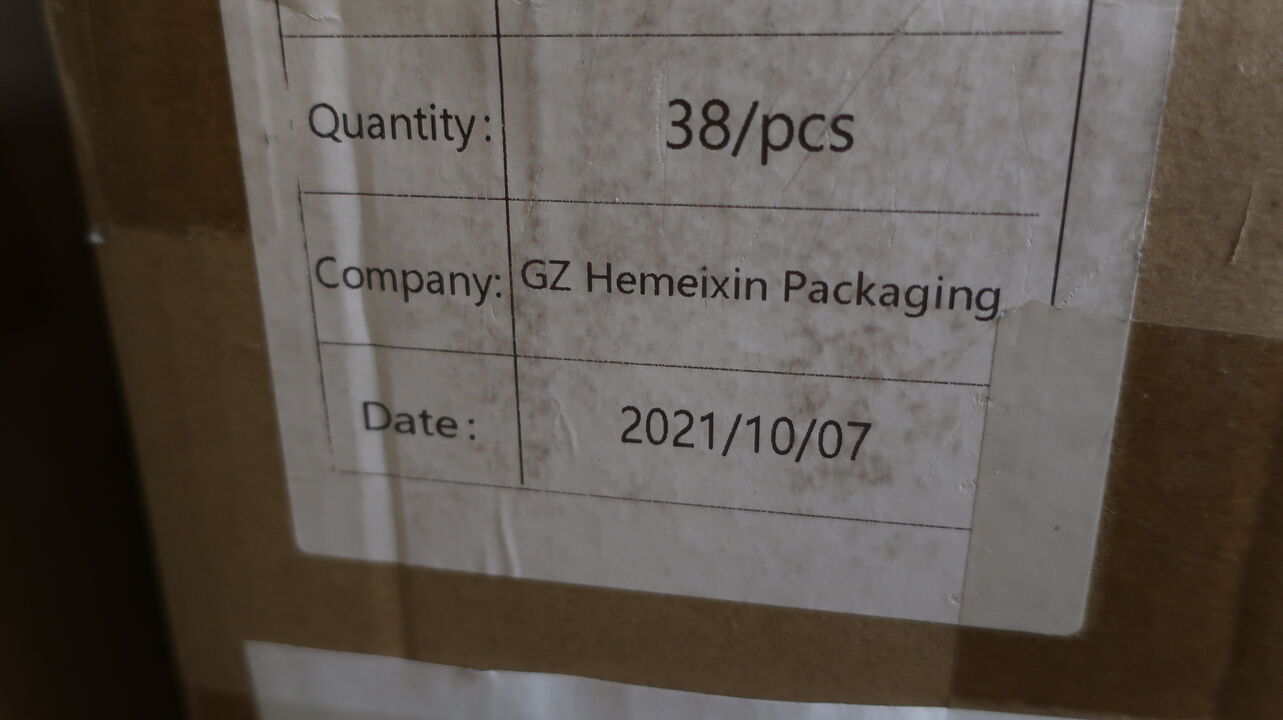 Quantity: 38/pcs
Company: GZ Hemeixin Packaging
Date: 2021/10/07